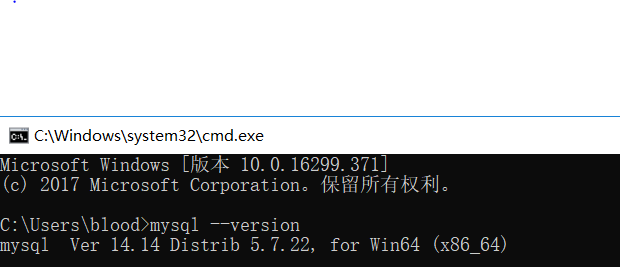 C:\Windows\system32\cmd.exe
Microsoft Windows [版本 10.0.16299.371]
(c) 2017 Microsoft Corporation。保留所有权利。
C:\Users\blood>mysql --version
mysql  Ver 14.14 Distrib 5.7.22, for Win64 (x86_64)